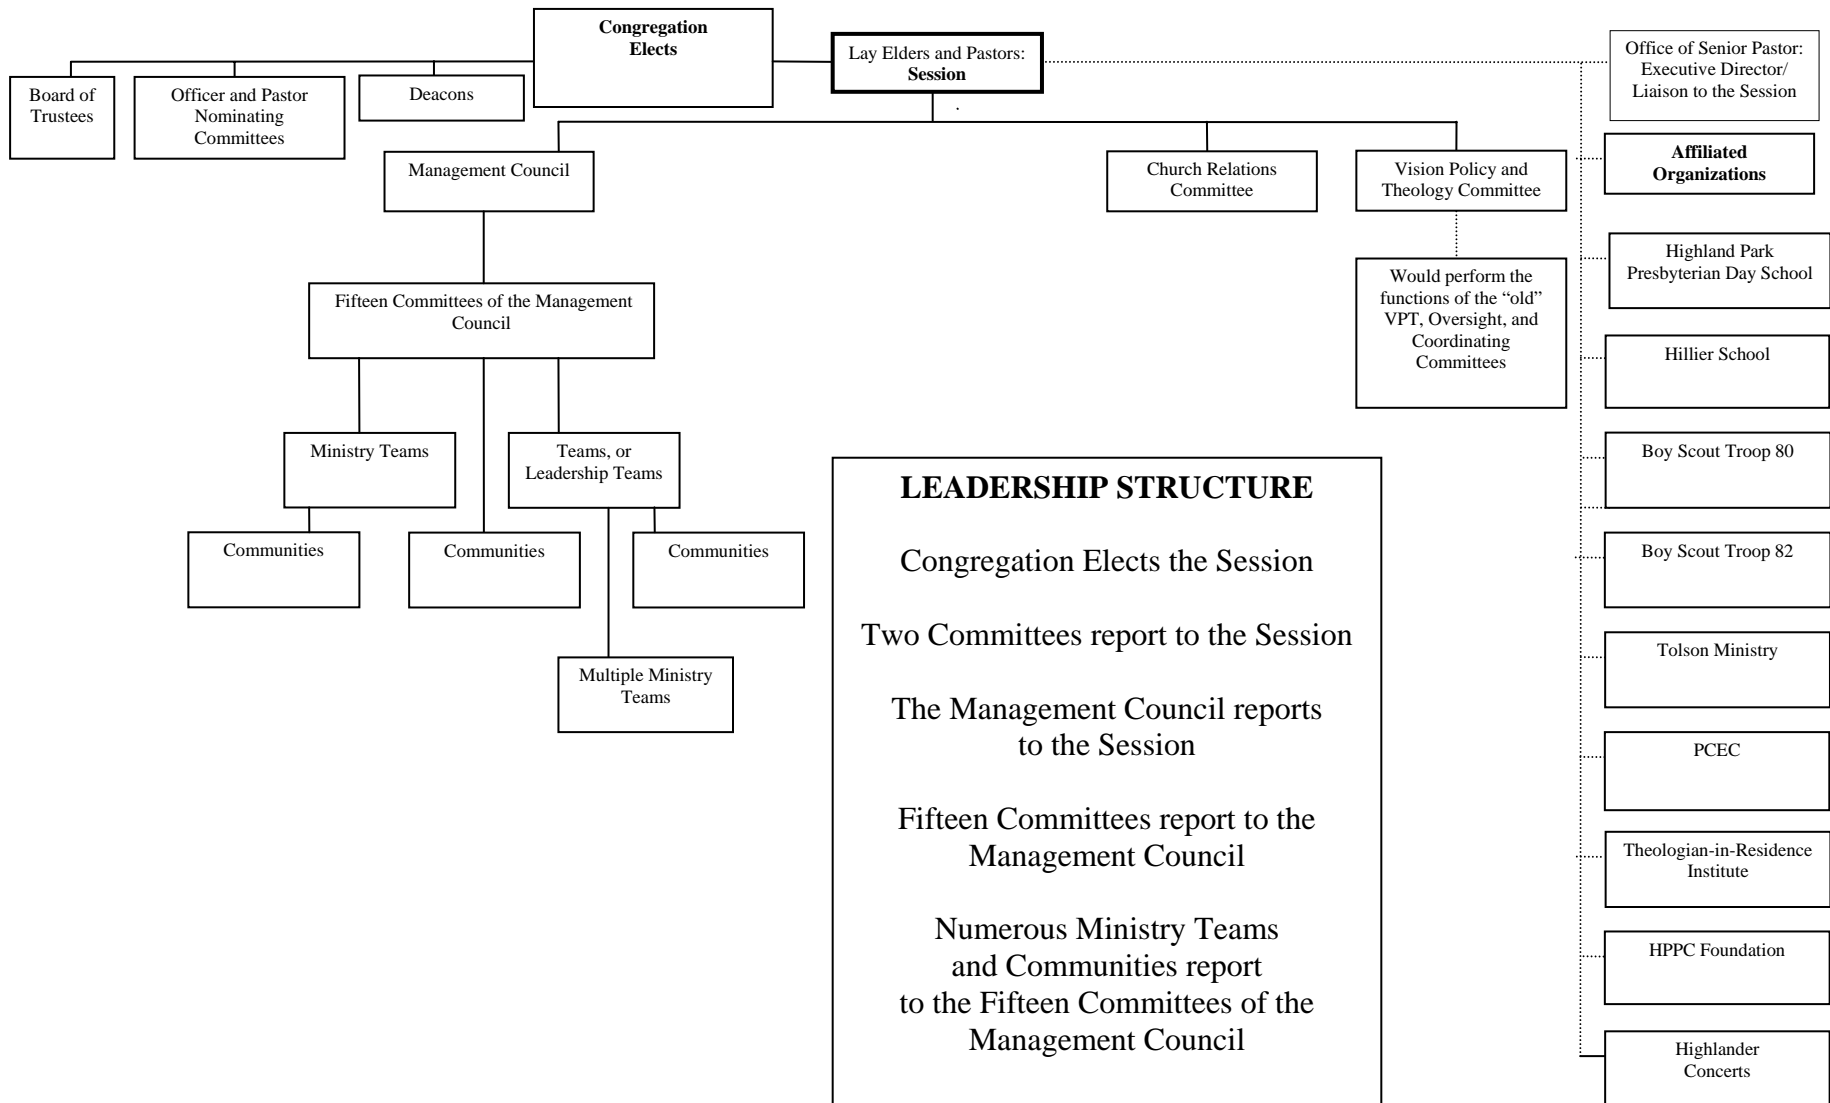 Congregation
Elects
Lay Elders and Pastors:
Session
Office of Senior Pastor:
Executive Director/
Liaison to the Session
Board of
Trustees
Officer and Pastor
Nominating
Committees
Deacons
.
Management Council
Church Relations
Committee
Vision Policy and
Theology Committee
Affiliated
Organizations
Fifteen Committees of the Management
Council
Would perform the
functions of the “old”
VPT, Oversight, and
Coordinating
Committees
Highland Park
Presbyterian Day School
Hillier School
Ministry Teams
Teams, or
Leadership Teams
Boy Scout Troop 80
Communities
Communities
Communities
Boy Scout Troop 82
Multiple Ministry
Teams
Tolson Ministry
PCEC
Theologian-in-Residence
Institute
HPPC Foundation
Highlander
Concerts
LEADERSHIP STRUCTURE
Congregation Elects the Session
Two Committees report to the Session
The Management Council reports
to the Session
Fifteen Committees report to the
Management Council
Numerous Ministry Teams
and Communities report
to the Fifteen Committees of the
Management Council